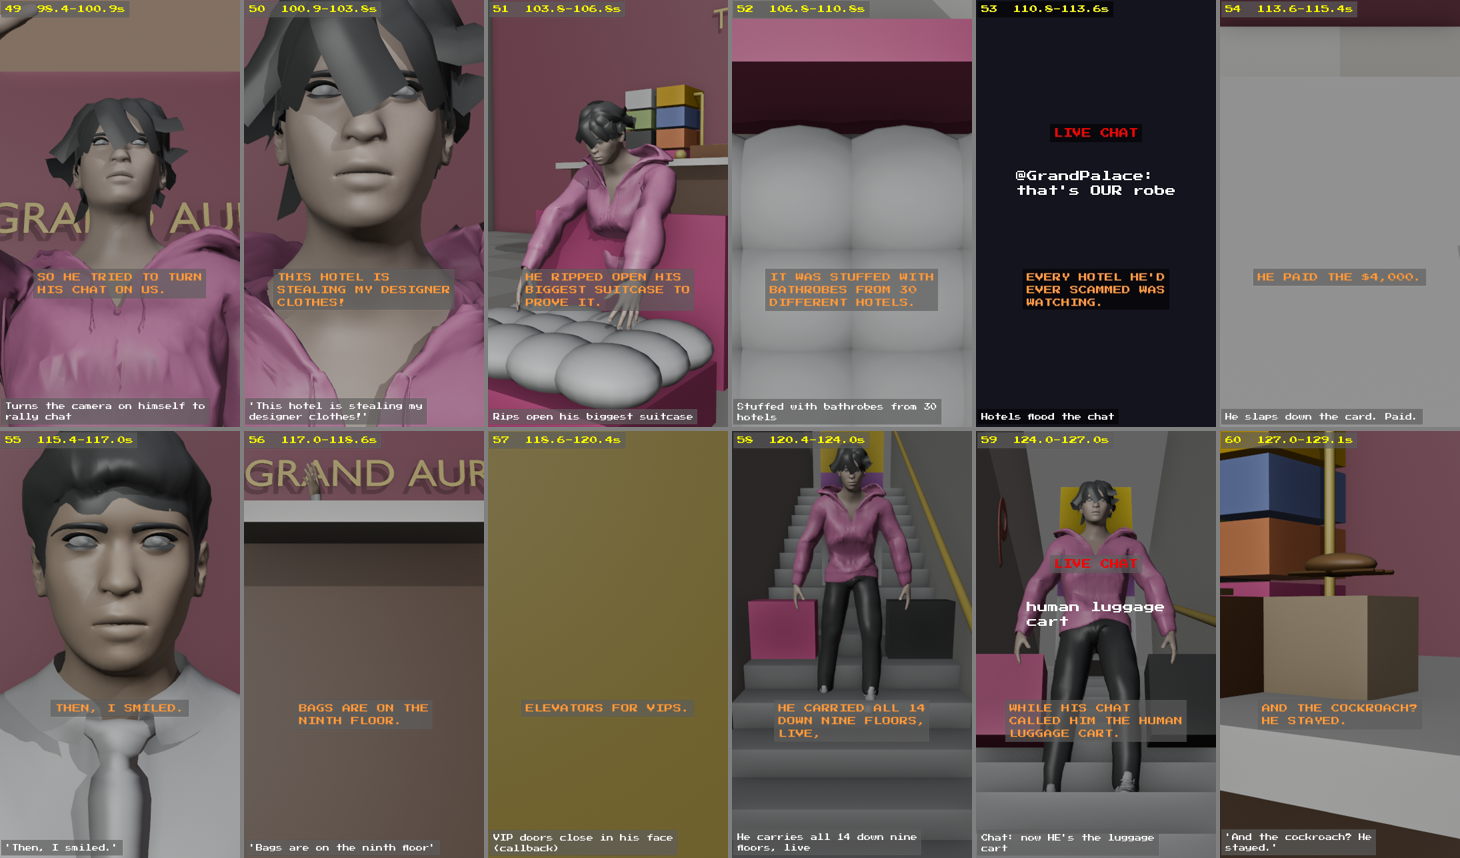 49 98.4-100.9s
GRAND AU
SO HE TRIED TO TURN
HIS CHAT ON US.
Turns the camera on himself to
rally chat
50 100.9-103.8s
THIS HOTEL IS
STEALING MY DESIGNER
CLOTHES!
'This hotel is stealing my
designer clothes!'
51 103.8-106.8s
T
HE RIPPED OPEN HIS
BIGGEST SUITCASE TO
PROVE IT.
Rips open his biggest suitcase
52 106.8-110.8s
IT WAS STUFFED WITH
BATHROBES FROM 30
DIFFERENT HOTELS.
Stuffed with bathrobes from 30
hotels
53 110.8-113.6s
LIVE CHAT
@GrandPalace:
that's OUR robe
EVERY HOTEL HE'D
EVER SCAMMED WAS
WATCHING.
Hotels flood the chat
54 113.6-115.4s
HE PAID THE $4,000.
He slaps down the card. Paid.
55 115.4-117.0s
THEN, I SMILED.
'Then, I smiled.'
56 117.0-118.6s
GRAND AUR
BAGS ARE ON THE
NINTH FLOOR.
'Bags are on the ninth floor'
57 118.6-120.4s
ELEVATORS FOR VIPS.
VIP doors close in his face
(callback)
58 120.4-124.0s
HE CARRIED ALL 14
DOWN NINE FLOORS,
LIVE,
He carries all 14 down nine
floors, live
59 124.0-127.0s
LIVE CHAT
human luggage
cart
WHILE HIS CHAT
CALLED HIM THE HUMAN
LUGGAGE CART.
Chat: now HE's the luggage
cart
60 127.0-129.1s
AND THE COCKROACH?
HE STAYED.
'And the cockroach? He
stayed.'